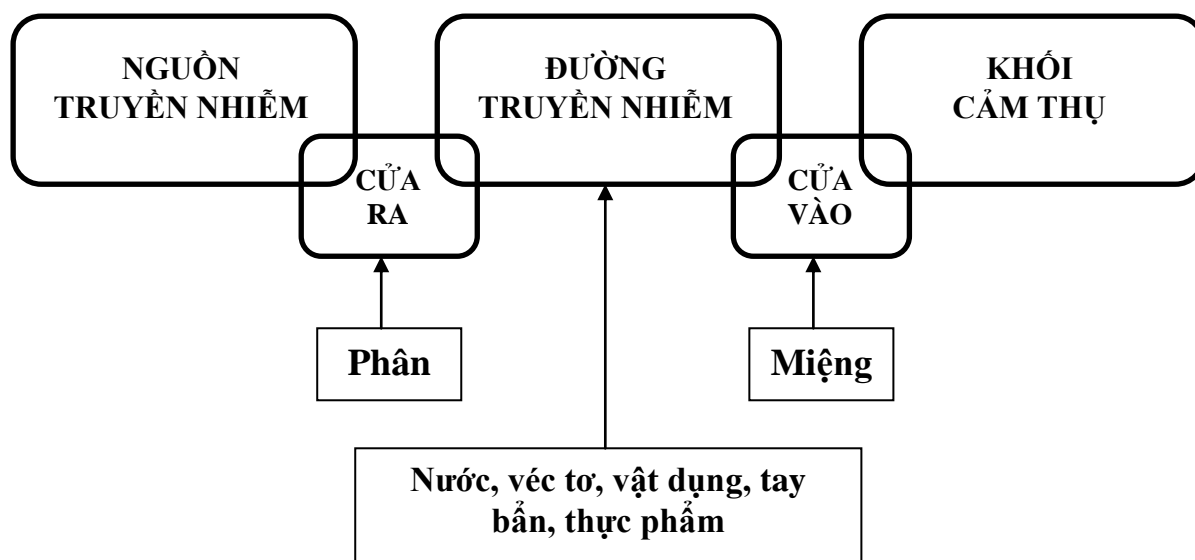 NGUỒN
TRUYỀN NHIỄM
ĐƯỜNG
TRUYỀN NHIỄM
KHỐI
CẢM THỤ
CỬA
RA
CỬA
VÀO
Phân
Miệng
Nước, véc tơ, vật dụng, tay
bẩn, thực phẩm